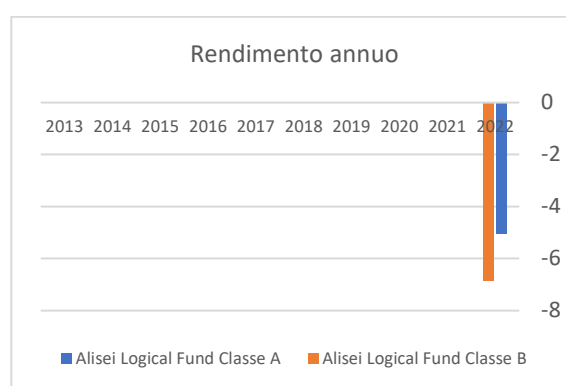 Rendimento annuo
0
2013 2014 2015 2016 2017 2018 2019 2020 2021 2022
-2
-4
-6
-8
Alisei Logical Fund Classe A Alisei Logical Fund Classe B